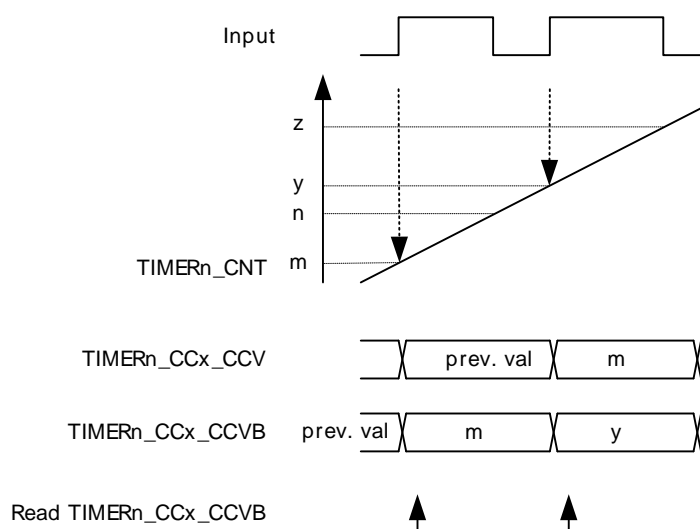 Input
z
y
n
m
TIMERn_CNT
TIMERn_CCx_CCV
prev. val
m
TIMERn_CCx_CCVB
prev. val
m
y
Read TIMERn_CCx_CCVB